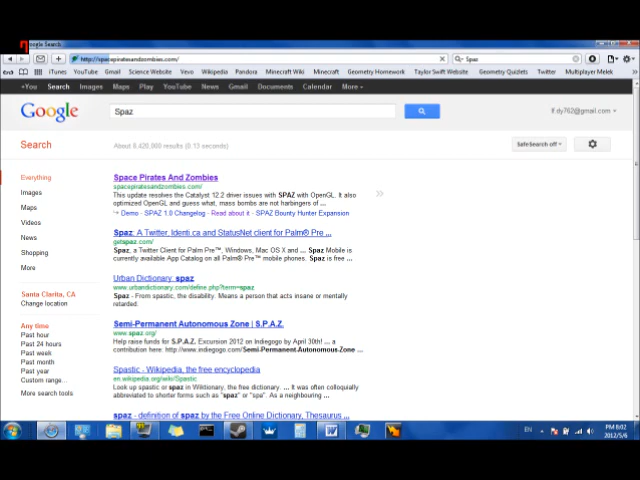 Google Search
http://spacepiratesandzombies.com/
Spaz
iTunes YouTube Gmail Science Website Vevo Wikipedia Pandora Minecraft Wiki Minecraft Geometry Homework Taylor Swift Website Geometry Quizlets Twitter Multiplayer Melek
+You Search Images Maps Play YouTube News Gmail Documents Calendar More
Google
Spaz
lf.dy762@gmail.com
Search
About 8,420,000 results (0.13 seconds)
SafeSearch off
Everything
Images
Maps
Videos
News
Shopping
More
Santa Clarita, CA
Change location
Any time
Past hour
Past 24 hours
Past week
Past month
Past year
Custom range...
More search tools
Space Pirates And Zombies
spacepiratesandzombies.com/
This update resolves the Catalyst 12.2 driver issues with SPAZ with OpenGL. It also
optimized OpenGL and guess what, mass bombs are not harbingers of ...
Demo - SPAZ 1.0 Changelog - Read about it - SPAZ Bounty Hunter Expansion
Spaz: A Twitter, Identi.ca and StatusNet client for Palm® Pre ...
getspaz.com/
Spaz, a Twitter Client for Palm Pre™, Windows, Mac OS X and ... Spaz Mobile is
currently available App Catalog on all Palm® Pre™ mobile phones. Spaz is free ...
Urban Dictionary: spaz
www.urbandictionary.com/define.php?term=spaz
Spaz - From spastic, the disability. Means a person that acts insane or mentally
retarded.
Semi-Permanent Autonomous Zone | S.P.A.Z.
www.spaz.org/
Help raise funds for S.P.A.Z. Excursion 2012 on Indiegogo by April 30th! ... a
contribution here: http://www.indiegogo.com/Semi-Permanent-Autonomous-Zone ...
Spastic - Wikipedia, the free encyclopedia
en.wikipedia.org/wiki/Spastic
Look up spastic or spaz in Wiktionary, the free dictionary. ... It was often colloquially
abbreviated to shorter forms such as "spaz" or "spa". As a neighbouring ...
spaz - definition of spaz by the Free Online Dictionary, Thesaurus ...
EN
PM 8:02
2012/5/6